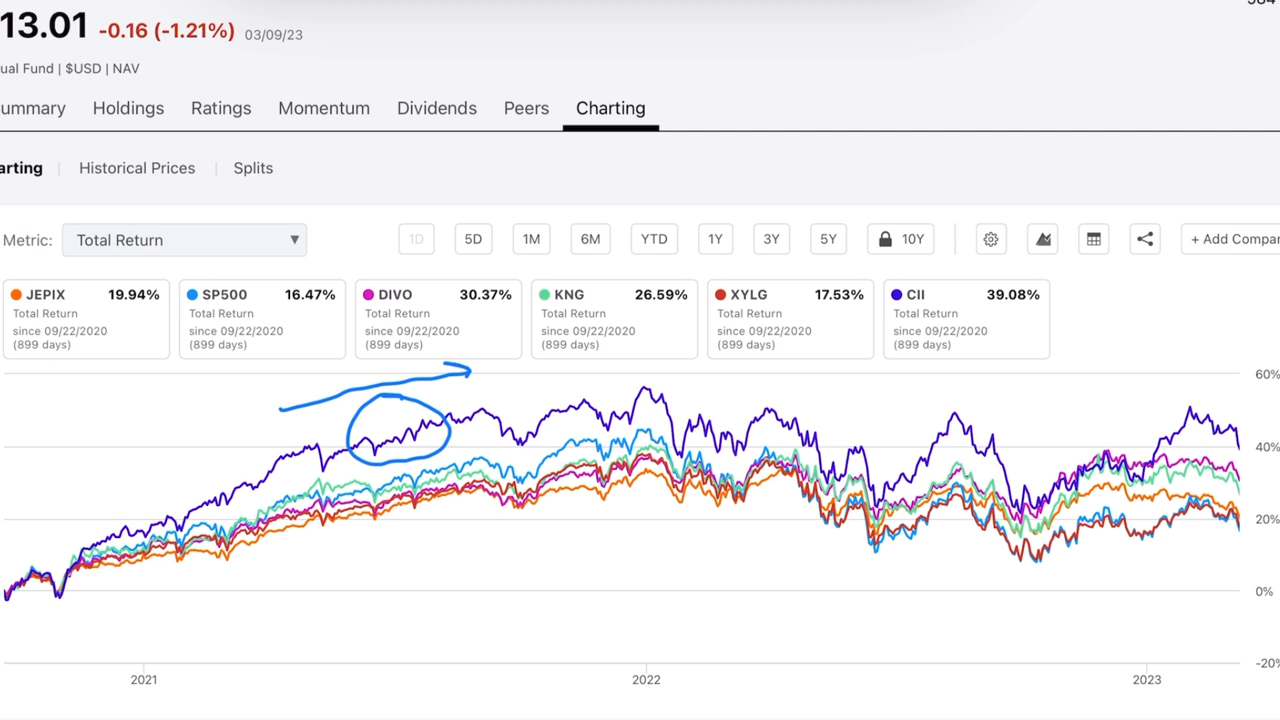 13.01 -0.16 (-1.21%) 03/09/23
ual Fund | $USD | NAV
ummary Holdings Ratings Momentum Dividends Peers Charting
arting | Historical Prices | Splits
Metric: Total Return ▼ 1D 5D 1M 6M YTD 1Y 3Y 5Y 10Y + Add Compar
JEPIX 19.94% SP500 16.47% DIVO 30.37% KNG 26.59% XYLG 17.53% CII 39.08%
Total Return Total Return Total Return Total Return Total Return Total Return
since 09/22/2020 since 09/22/2020 since 09/22/2020 since 09/22/2020 since 09/22/2020 since 09/22/2020
(899 days) (899 days) (899 days) (899 days) (899 days) (899 days)
60%
40%
20%
0%
-20%
2021 2022 2023